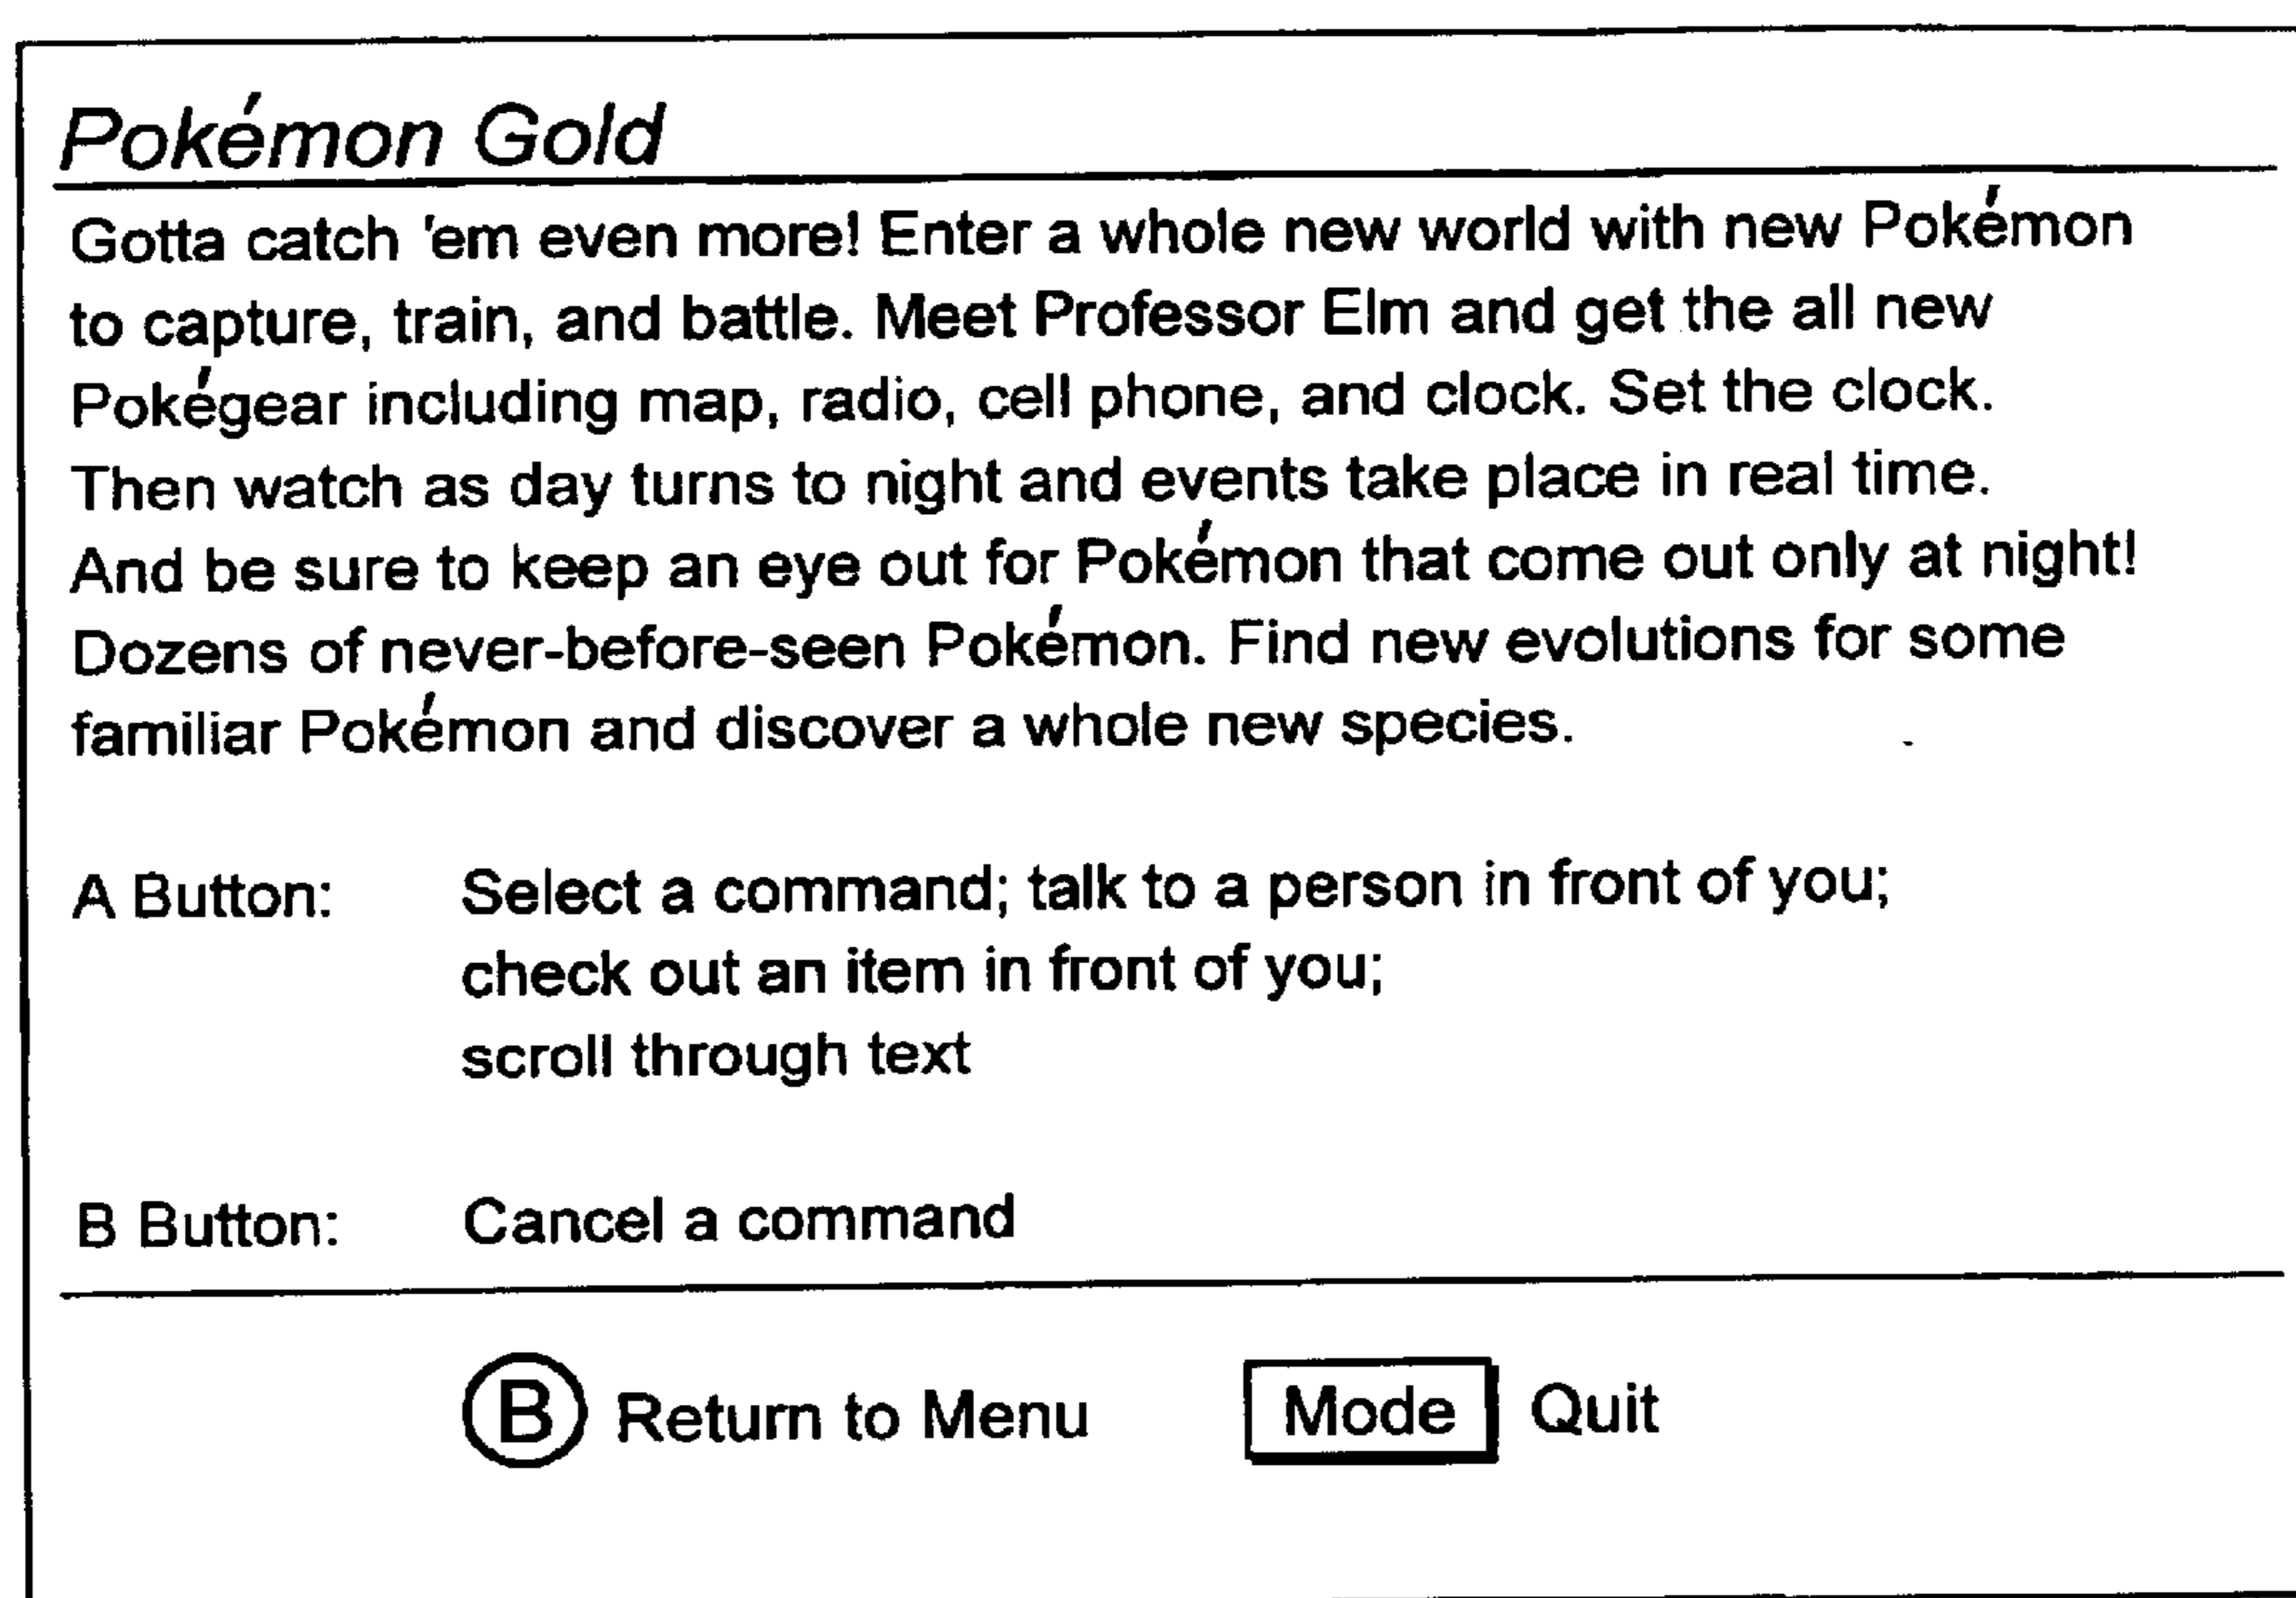 Pokémon Gold
Gotta catch 'em even more! Enter a whole new world with new Pokémon
to capture, train, and battle. Meet Professor Elm and get the all new
Pokégear including map, radio, cell phone, and clock. Set the clock.
Then watch as day turns to night and events take place in real time.
And be sure to keep an eye out for Pokémon that come out only at night!
Dozens of never-before-seen Pokémon. Find new evolutions for some
familiar Pokémon and discover a whole new species.
A Button: Select a command; talk to a person in front of you;
check out an item in front of you;
scroll through text
B Button: Cancel a command
B Return to Menu Mode Quit